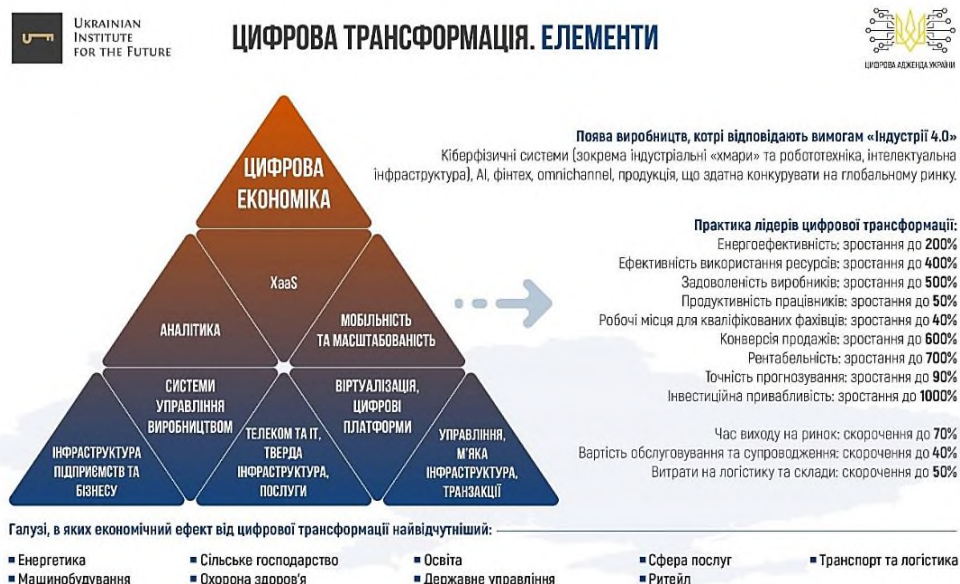 UKRAINIAN
INSTITUTE
FOR THE FUTURE
ЦИФРОВА ТРАНСФОРМАЦІЯ. ЕЛЕМЕНТИ
ЦИФРОВА АДЖЕНДА УКРАЇНИ
ЦИФРОВА
ЕКОНОМІКА
XaaS
АНАЛІТИКА
МОБІЛЬНІСТЬ
ТА МАСШТАБОВАНІСТЬ
ІНФРАСТРУКТУРА
ПІДПРИЄМСТВ ТА
БІЗНЕСУ
СИСТЕМИ
УПРАВЛІННЯ
ВИРОБНИЦТВОМ
ТЕЛЕКОМ ТА ІТ,
ТВЕРДА
ІНФРАСТРУКТУРА,
ПОСЛУГИ
ВІРТУАЛІЗАЦІЯ,
ЦИФРОВІ
ПЛАТФОРМИ
УПРАВЛІННЯ,
М'ЯКА
ІНФРАСТРУКТУРА,
ТРАНЗАКЦІЇ
Поява виробництв, котрі відповідають вимогам «Індустрії 4.0»
Кіберфізичні системи (зокрема індустріальні «хмари» та робототехніка, інтелектуальна
інфраструктура), AI, фінтех, omnichannel, продукція, що здатна конкурувати на глобальному ринку.
Практика лідерів цифрової трансформації:
Енергоефективність: зростання до 200%
Ефективність використання ресурсів: зростання до 400%
Задоволеність виробників: зростання до 500%
Продуктивність працівників: зростання до 50%
Робочі місця для кваліфікованих фахівців: зростання до 40%
Конверсія продажів: зростання до 600%
Рентабельність: зростання до 700%
Точність прогнозування: зростання до 90%
Інвестиційна привабливість: зростання до 1000%
Час виходу на ринок: скорочення до 70%
Вартість обслуговування та супроводження: скорочення до 40%
Витрати на логістику та склади: скорочення до 50%
Галузі, в яких економічний ефект від цифрової трансформації найвідчутніший:
Енергетика
Сільське господарство
Освіта
Сфера послуг
Транспорт та логістика
Машинобудування
Охорона здоров'я
Державне управління
Ритейл